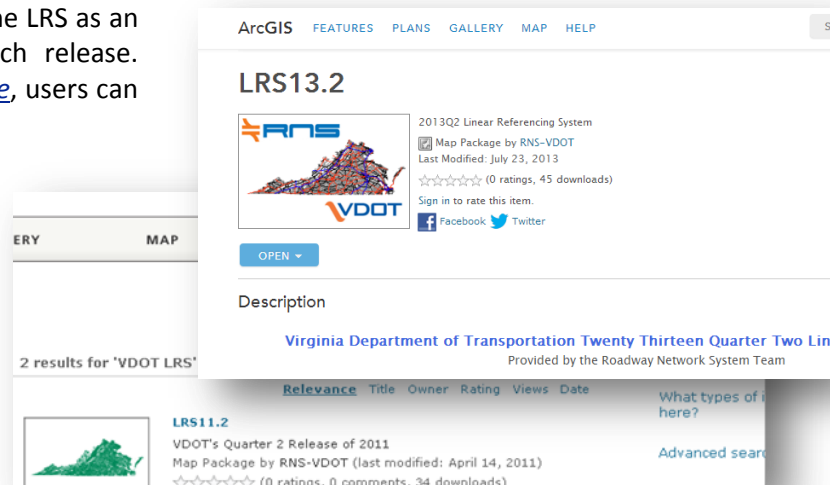 he LRS as an
ch release.
e, users can
ArcGIS FEATURES PLANS GALLERY MAP HELP
LRS13.2
RNS
VDOT
2013Q2 Linear Referencing System
Map Package by RNS-VDOT
Last Modified: July 23, 2013
(0 ratings, 45 downloads)
Sign in to rate this item.
Facebook Twitter
OPEN
Description
Virginia Department of Transportation Twenty Thirteen Quarter Two Lin
Provided by the Roadway Network System Team
ERY MAP
2 results for 'VDOT LRS'
Relevance Title Owner Rating Views Date
What types of i
here?
Advanced sear
LRS11.2
VDOT's Quarter 2 Release of 2011
Map Package by RNS-VDOT (last modified: April 14, 2011)
(0 ratings, 0 comments, 34 downloads)